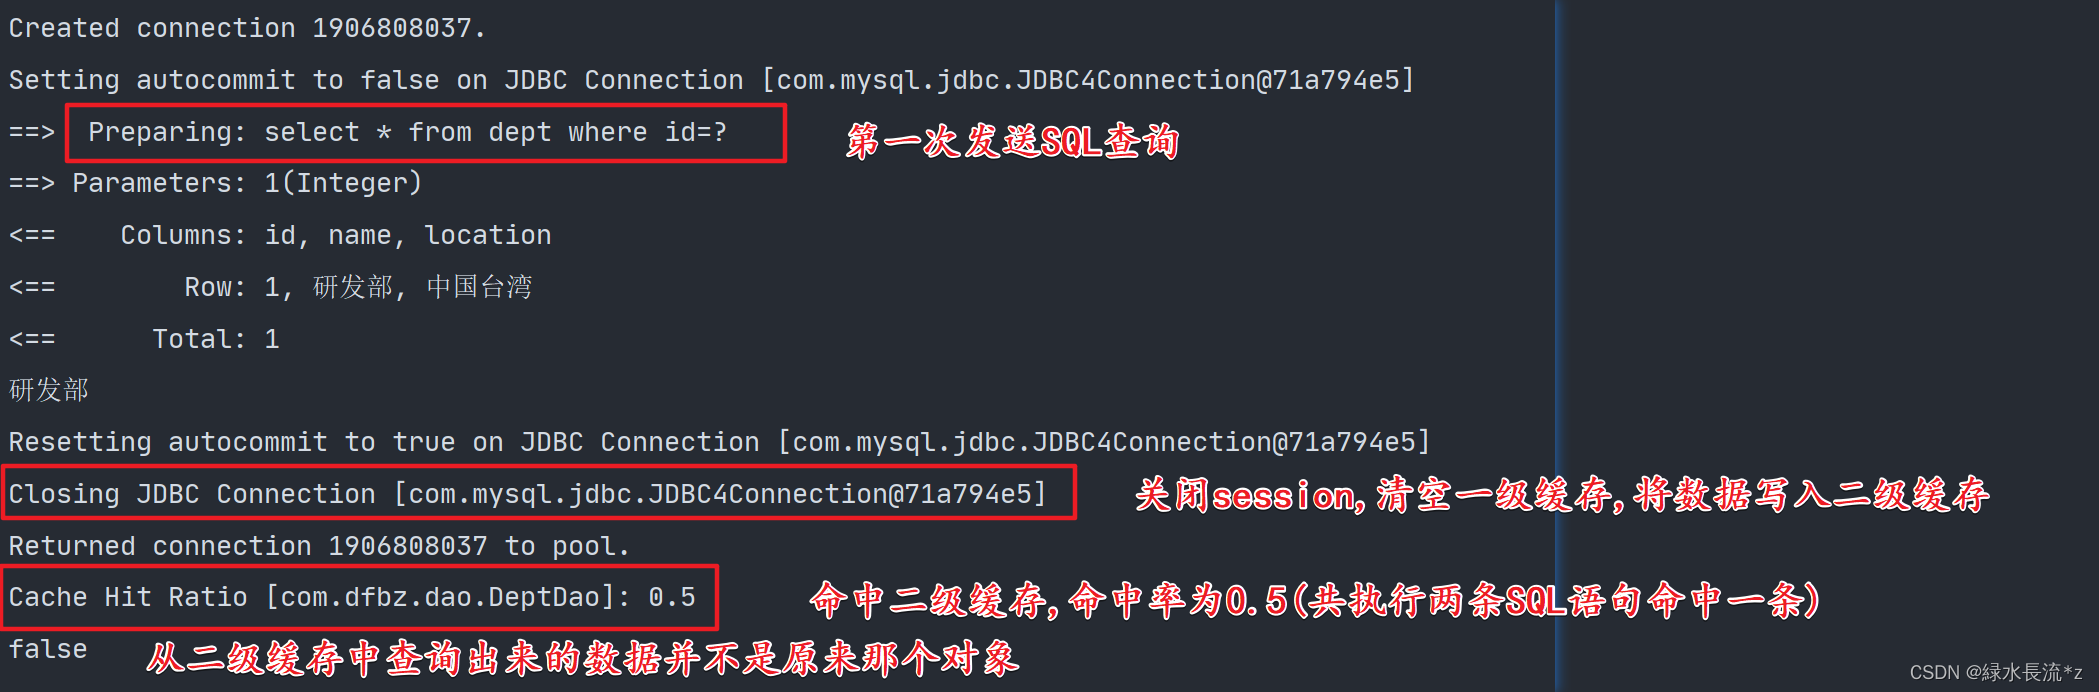 Created connection 1906808037.
Setting autocommit to false on JDBC Connection [com.mysql.jdbc.JDBC4Connection@71a794e5]
==>  Preparing: select * from dept where id=?
第一次发送SQL查询
==> Parameters: 1(Integer)
<==    Columns: id, name, location
<==        Row: 1, 研发部, 中国台湾
<==      Total: 1
研发部
Resetting autocommit to true on JDBC Connection [com.mysql.jdbc.JDBC4Connection@71a794e5]
Closing JDBC Connection [com.mysql.jdbc.JDBC4Connection@71a794e5]
关闭session,清空一级缓存,将数据写入二级缓存
Returned connection 1906808037 to pool.
Cache Hit Ratio [com.dfbz.dao.DeptDao]: 0.5
命中二级缓存,命中率为0.5(共执行两条SQL语句命中一条)
false
从二级缓存中查询出来的数据并不是原来那个对象
CSDN @緑水長流*z